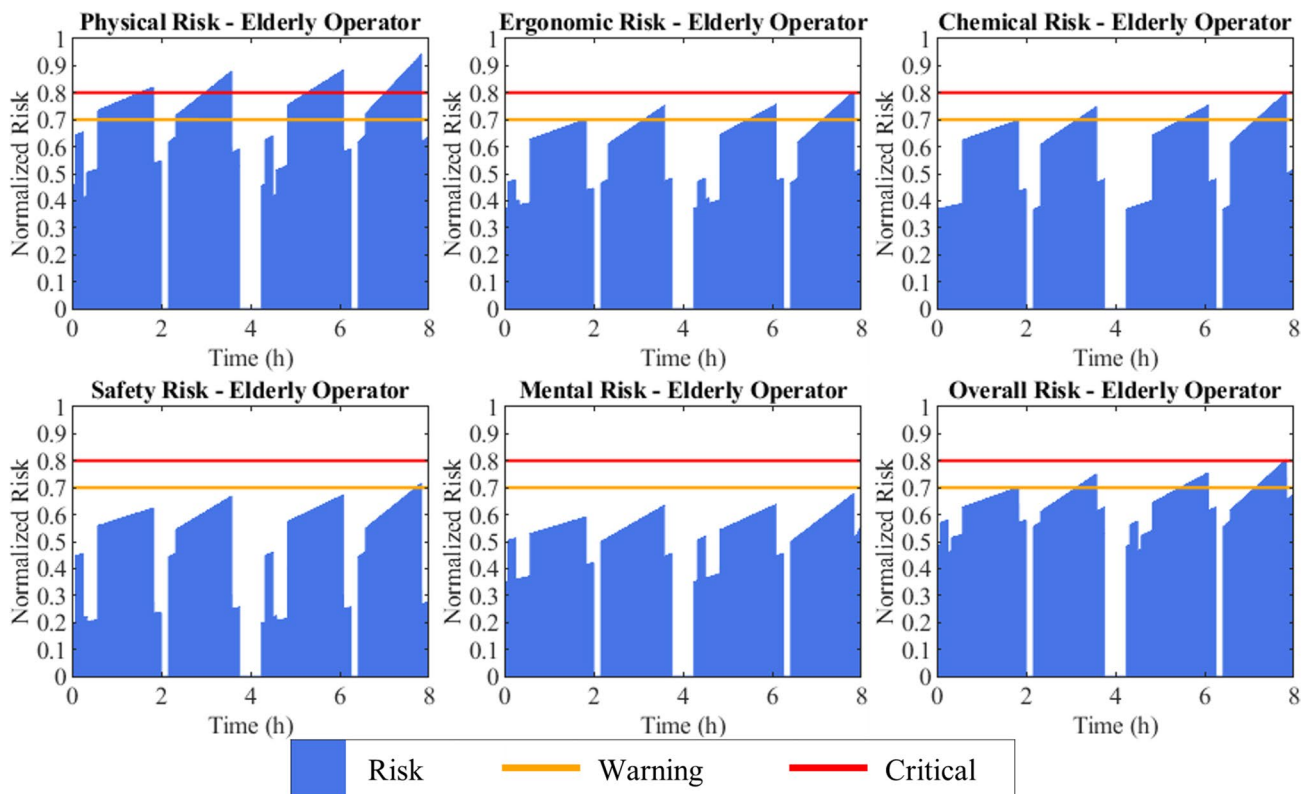 Physical Risk - Elderly Operator
Normalized Risk
1
0.9
0.8
0.7
0.6
0.5
0.4
0.3
0.2
0.1
0
0 2 4 6 8
Time (h)
Ergonomic Risk - Elderly Operator
Normalized Risk
1
0.9
0.8
0.7
0.6
0.5
0.4
0.3
0.2
0.1
0
0 2 4 6 8
Time (h)
Chemical Risk - Elderly Operator
Normalized Risk
1
0.9
0.8
0.7
0.6
0.5
0.4
0.3
0.2
0.1
0
0 2 4 6 8
Time (h)
Safety Risk - Elderly Operator
Normalized Risk
1
0.9
0.8
0.7
0.6
0.5
0.4
0.3
0.2
0.1
0
0 2 4 6 8
Time (h)
Mental Risk - Elderly Operator
Normalized Risk
1
0.9
0.8
0.7
0.6
0.5
0.4
0.3
0.2
0.1
0
0 2 4 6 8
Time (h)
Overall Risk - Elderly Operator
Normalized Risk
1
0.9
0.8
0.7
0.6
0.5
0.4
0.3
0.2
0.1
0
0 2 4 6 8
Time (h)
Risk Warning Critical